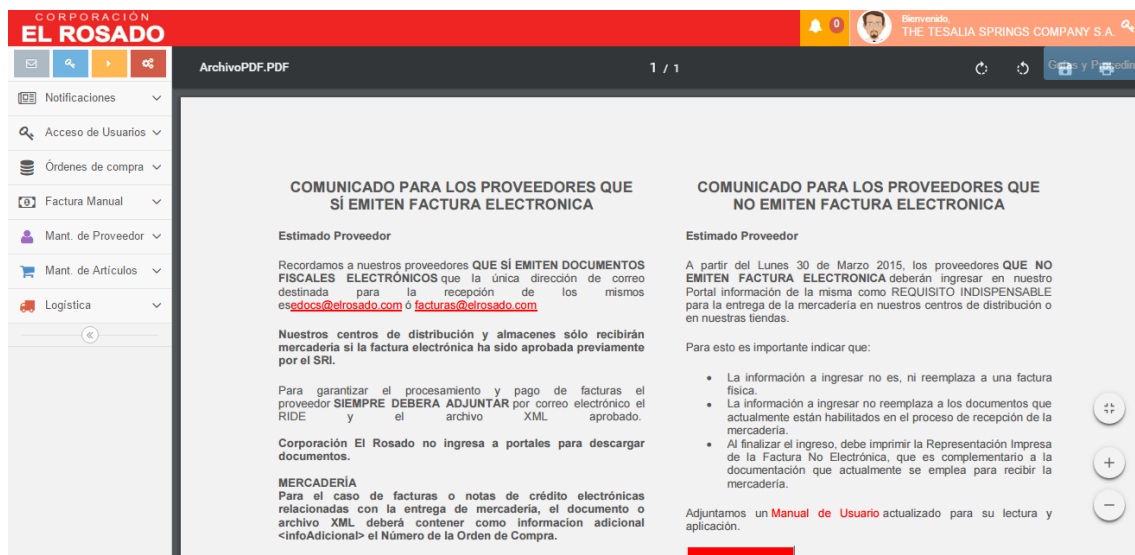 CORPORACIÓN
EL ROSADO
0
Bienvenido,
THE TESALIA SPRINGS COMPANY S.A.
Notificaciones
Acceso de Usuarios
Órdenes de compra
Factura Manual
Mant. de Proveedor
Mant. de Artículos
Logística
ArchivoPDF.PDF
1 / 1
COMUNICADO PARA LOS PROVEEDORES QUE
SÍ EMITEN FACTURA ELECTRONICA
Estimado Proveedor
Recordamos a nuestros proveedores QUE SÍ EMITEN DOCUMENTOS
FISCALES ELECTRÓNICOS que la única dirección de correo
destinada para la recepción de los mismos
esedocs@elrosado.com ó facturas@elrosado.com
Nuestros centros de distribución y almacenes sólo recibirán
mercadería si la factura electrónica ha sido aprobada previamente
por el SRI.
Para garantizar el procesamiento y pago de facturas el
proveedor SIEMPRE DEBERA ADJUNTAR por correo electrónico el
RIDE y el archivo XML aprobado.
Corporación El Rosado no ingresa a portales para descargar
documentos.
MERCADERÍA
Para el caso de facturas o notas de crédito electrónicas
relacionadas con la entrega de mercadería, el documento o
archivo XML deberá contener como informacion adicional
<infoAdicional> el Número de la Orden de Compra.
COMUNICADO PARA LOS PROVEEDORES QUE
NO EMITEN FACTURA ELECTRONICA
Estimado Proveedor
A partir del Lunes 30 de Marzo 2015, los proveedores QUE NO
EMITEN FACTURA ELECTRONICA deberán ingresar en nuestro
Portal información de la misma como REQUISITO INDISPENSABLE
para la entrega de la mercadería en nuestros centros de distribución o
en nuestras tiendas.
Para esto es importante indicar que:
• La información a ingresar no es, ni reemplaza a una factura
física.
• La información a ingresar no reemplaza a los documentos que
actualmente están habilitados en el proceso de recepción de la
mercadería.
• Al finalizar el ingreso, debe imprimir la Representación Impresa
de la Factura No Electrónica, que es complementario a la
documentación que actualmente se emplea para recibir la
mercadería.
Adjuntamos un Manual de Usuario actualizado para su lectura y
aplicación.